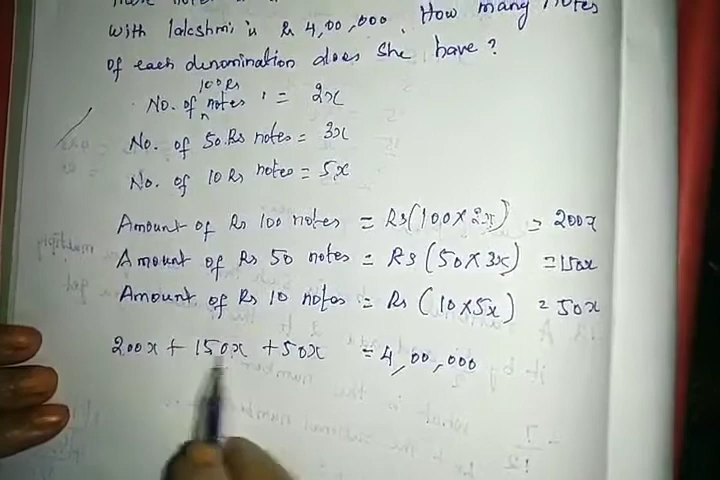 with lakshmi is Rs 4,00,000. How many notes
of each denomination does she have?
No. of 100 Rs notes = 2x
No. of 50 Rs notes = 3x
No. of 10 Rs notes = 5x
Amount of Rs 100 notes = Rs(100×2x) = 200x
Amount of Rs 50 notes = Rs(50×3x) = 150x
Amount of Rs 10 notes = Rs(10×5x) = 50x
200x + 150x + 50x = 4,00,000